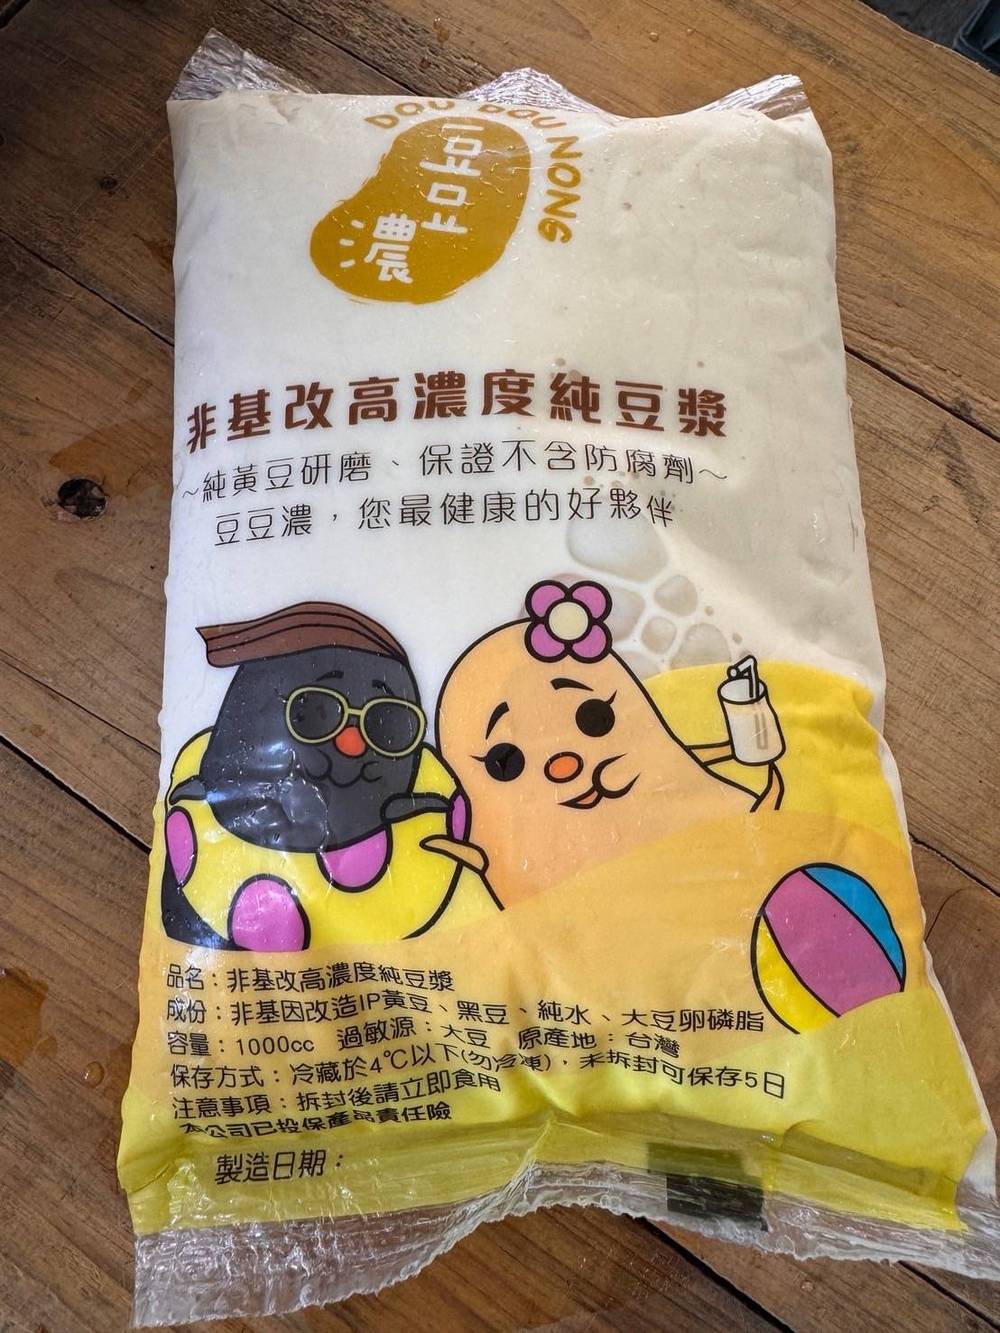 DOU DOU NONG
豆豆
濃
非基改高濃度純豆漿
~純黃豆研磨、保證不含防腐劑~
豆豆濃，您最健康的好夥伴
品名：非基改高濃度純豆漿
成份：非基因改造IP黃豆、黑豆、純水、大豆卵磷脂
容量：1000cc 過敏源：大豆 原產地：台灣
保存方式：冷藏於4℃以下(勿冷凍)，未拆封可保存5日
注意事項：拆封後請立即食用
本公司已投保產品責任險
製造日期：